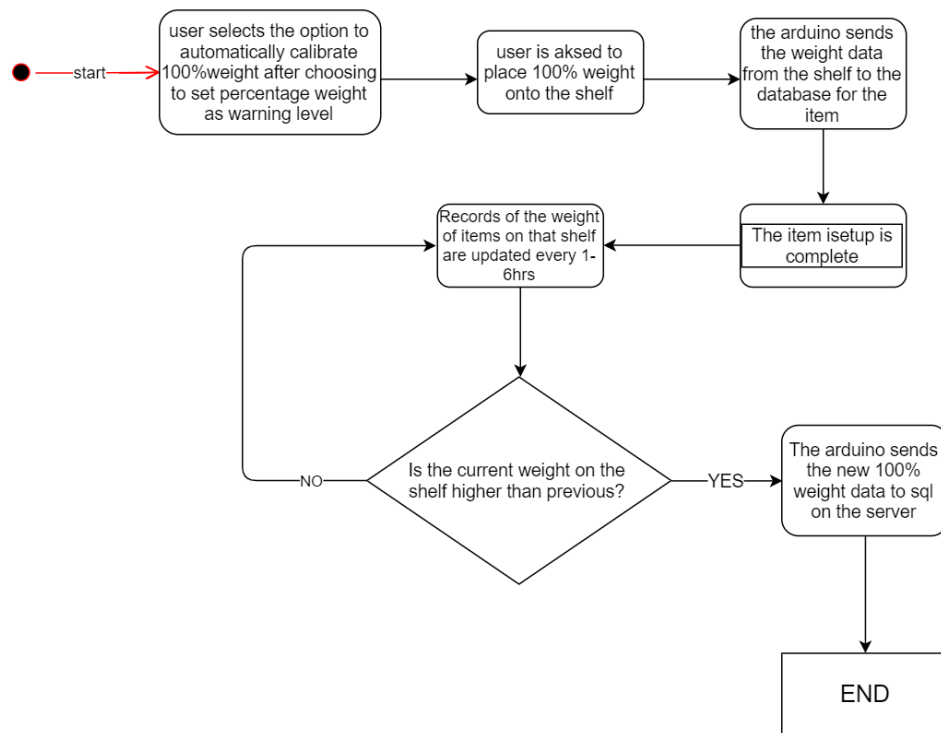 start
user selects the option to
automatically calibrate
100%weight after choosing
to set percentage weight
as warning level
user is aksed to
place 100% weight
onto the shelf
the arduino sends
the weight data
from the shelf to the
database for the
item
Records of the weight
of items on that shelf
are updated every 1-
6hrs
The item isetup is
complete
Is the current weight on the
shelf higher than previous?
NO
YES
The arduino sends
the new 100%
weight data to sql
on the server
END